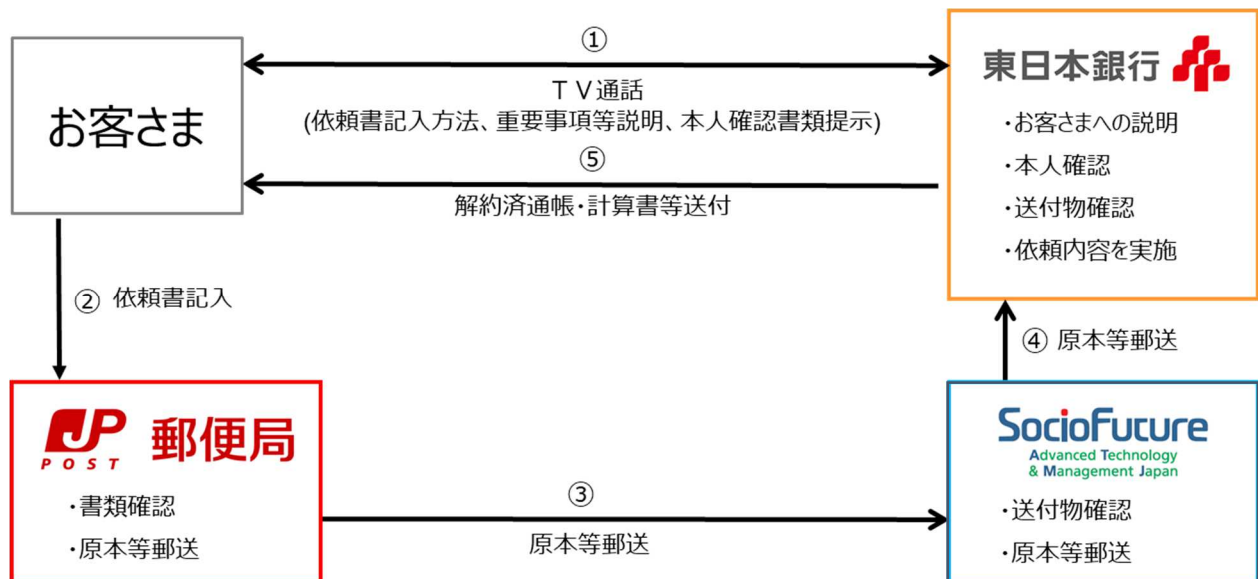 お客さま
①
ＴＶ通話
(依頼書記入方法、重要事項等説明、本人確認書類提示)
⑤
解約済通帳・計算書等送付
東日本銀行
・お客さまへの説明
・本人確認
・送付物確認
・依頼内容を実施
② 依頼書記入
④ 原本等郵送
JP
POST
郵便局
・書類確認
・原本等郵送
③
原本等郵送
SocioFuture
Advanced Technology
& Management Japan
・送付物確認
・原本等郵送